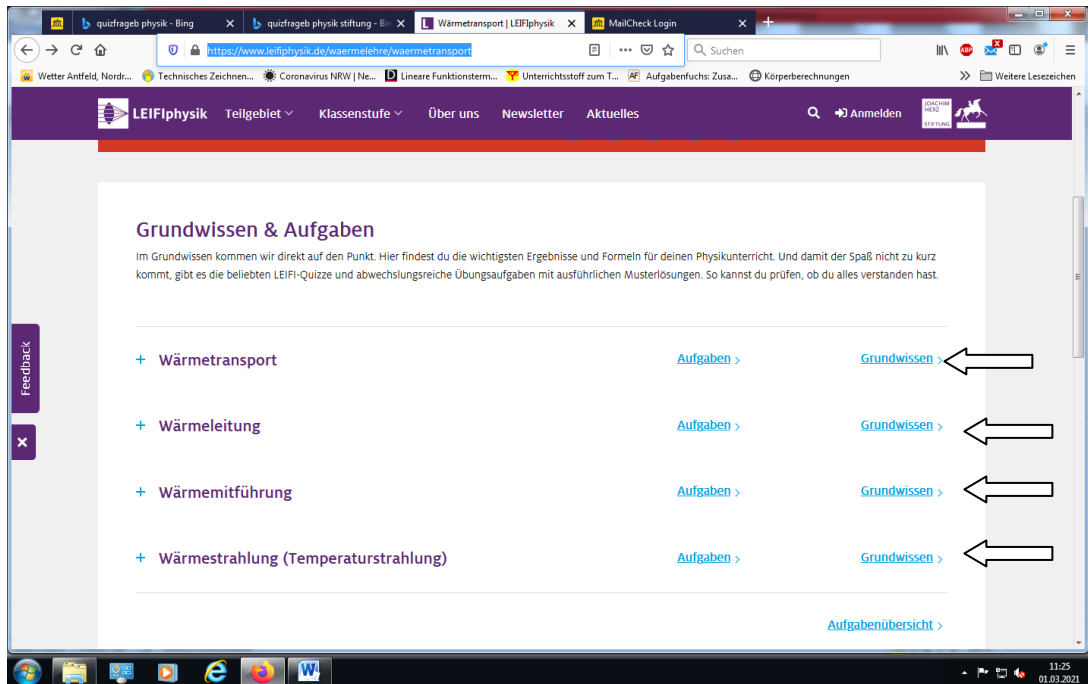 quizfrageb physik - Bing
quizfrageb physik stiftung - Bin
Wärmetransport | LEIFIphysik
MailCheck Login
https://www.leifiphysik.de/waermelehre/waermetransport
Suchen
Wetter Antfeld, Nordr...
Technisches Zeichnen...
Coronavirus NRW | Ne...
Lineare Funktionsterm...
Unterrichtsstoff zum T...
AF Aufgabenfuchs: Zusa...
Körperberechnungen
Weitere Lesezeichen
LEIFIphysik Teilgebiet Klassenstufe Über uns Newsletter Aktuelles Anmelden
JOACHIM
HERZ
STIFTUNG
Grundwissen & Aufgaben
Im Grundwissen kommen wir direkt auf den Punkt. Hier findest du die wichtigsten Ergebnisse und Formeln für deinen Physikunterricht. Und damit der Spaß nicht zu kurz
kommt, gibt es die beliebten LEIFI-Quizze und abwechslungsreiche Übungsaufgaben mit ausführlichen Musterlösungen. So kannst du prüfen, ob du alles verstanden hast.
Feedback
+ Wärmetransport Aufgaben > Grundwissen >
+ Wärmeleitung Aufgaben > Grundwissen >
+ Wärmemitführung Aufgaben > Grundwissen >
+ Wärmestrahlung (Temperaturstrahlung) Aufgaben > Grundwissen >
Aufgabenübersicht >
11:25
01.03.2021